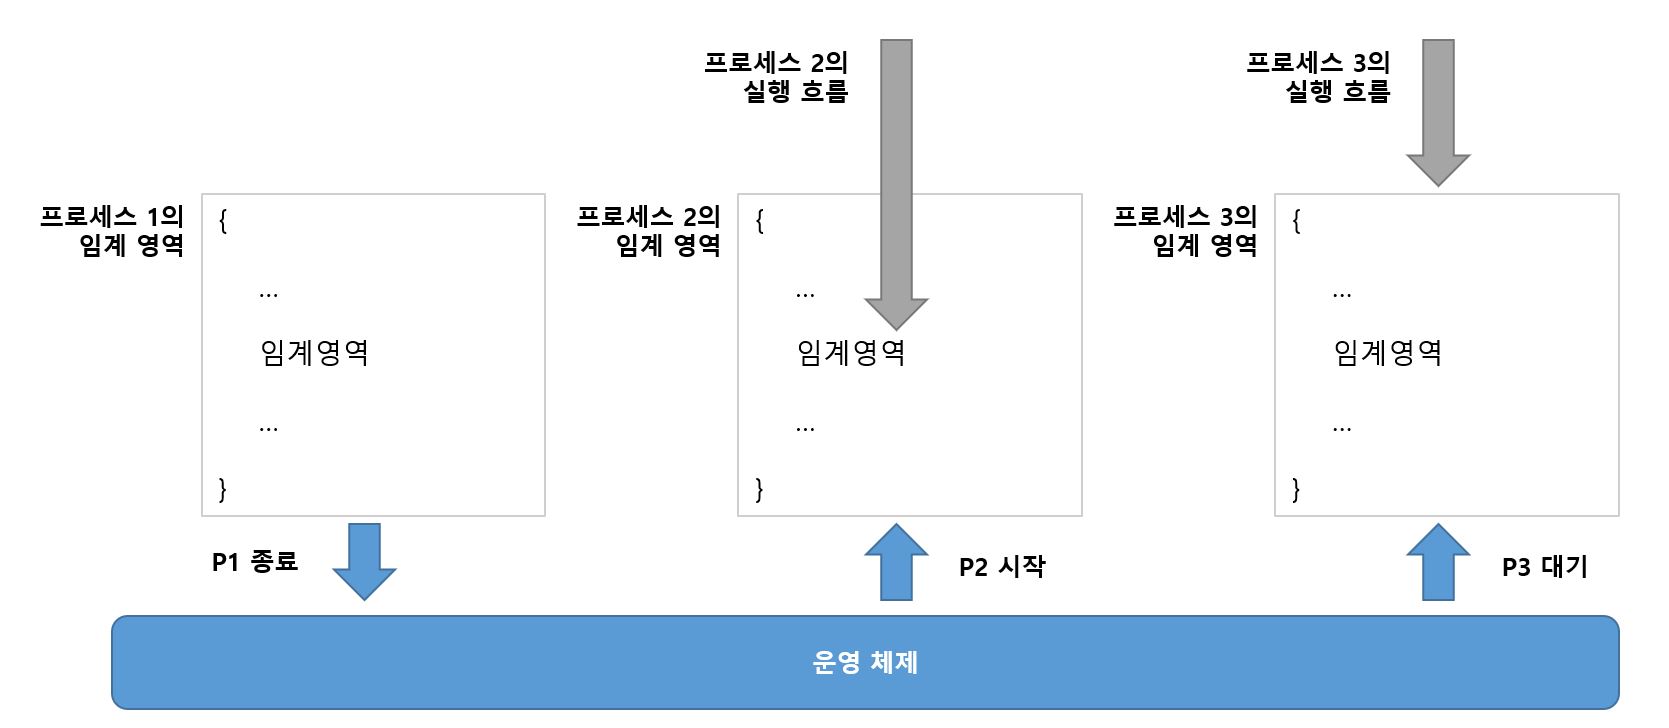 프로세스 2의
실행 흐름
프로세스 3의
실행 흐름
프로세스 1의
임계 영역
{
...
임계영역
...
}
프로세스 2의
임계 영역
{
...
임계영역
...
}
프로세스 3의
임계 영역
{
...
임계영역
...
}
P1 종료
P2 시작
P3 대기
운영 체제